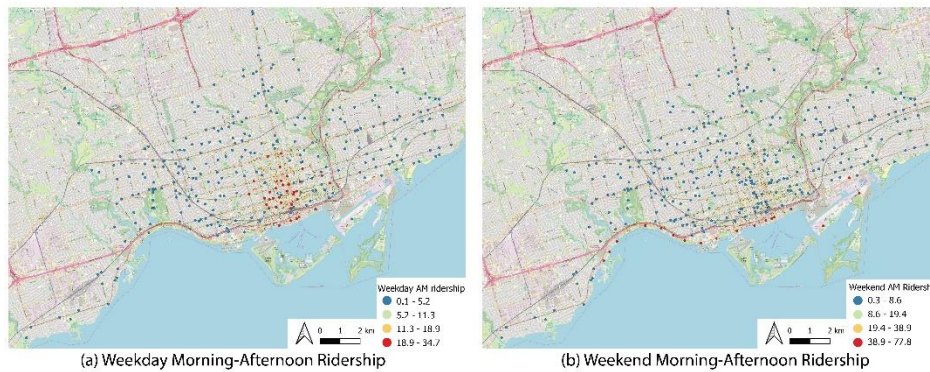 Weekday AM ridership
0.1 - 5.2
5.2 - 11.3
11.3 - 18.9
18.9 - 34.7
0 1 2 km
(a) Weekday Morning-Afternoon Ridership
Weekend AM Ridership
0.3 - 8.6
8.6 - 19.4
19.4 - 38.9
38.9 - 77.8
0 1 2 km
(b) Weekend Morning-Afternoon Ridership